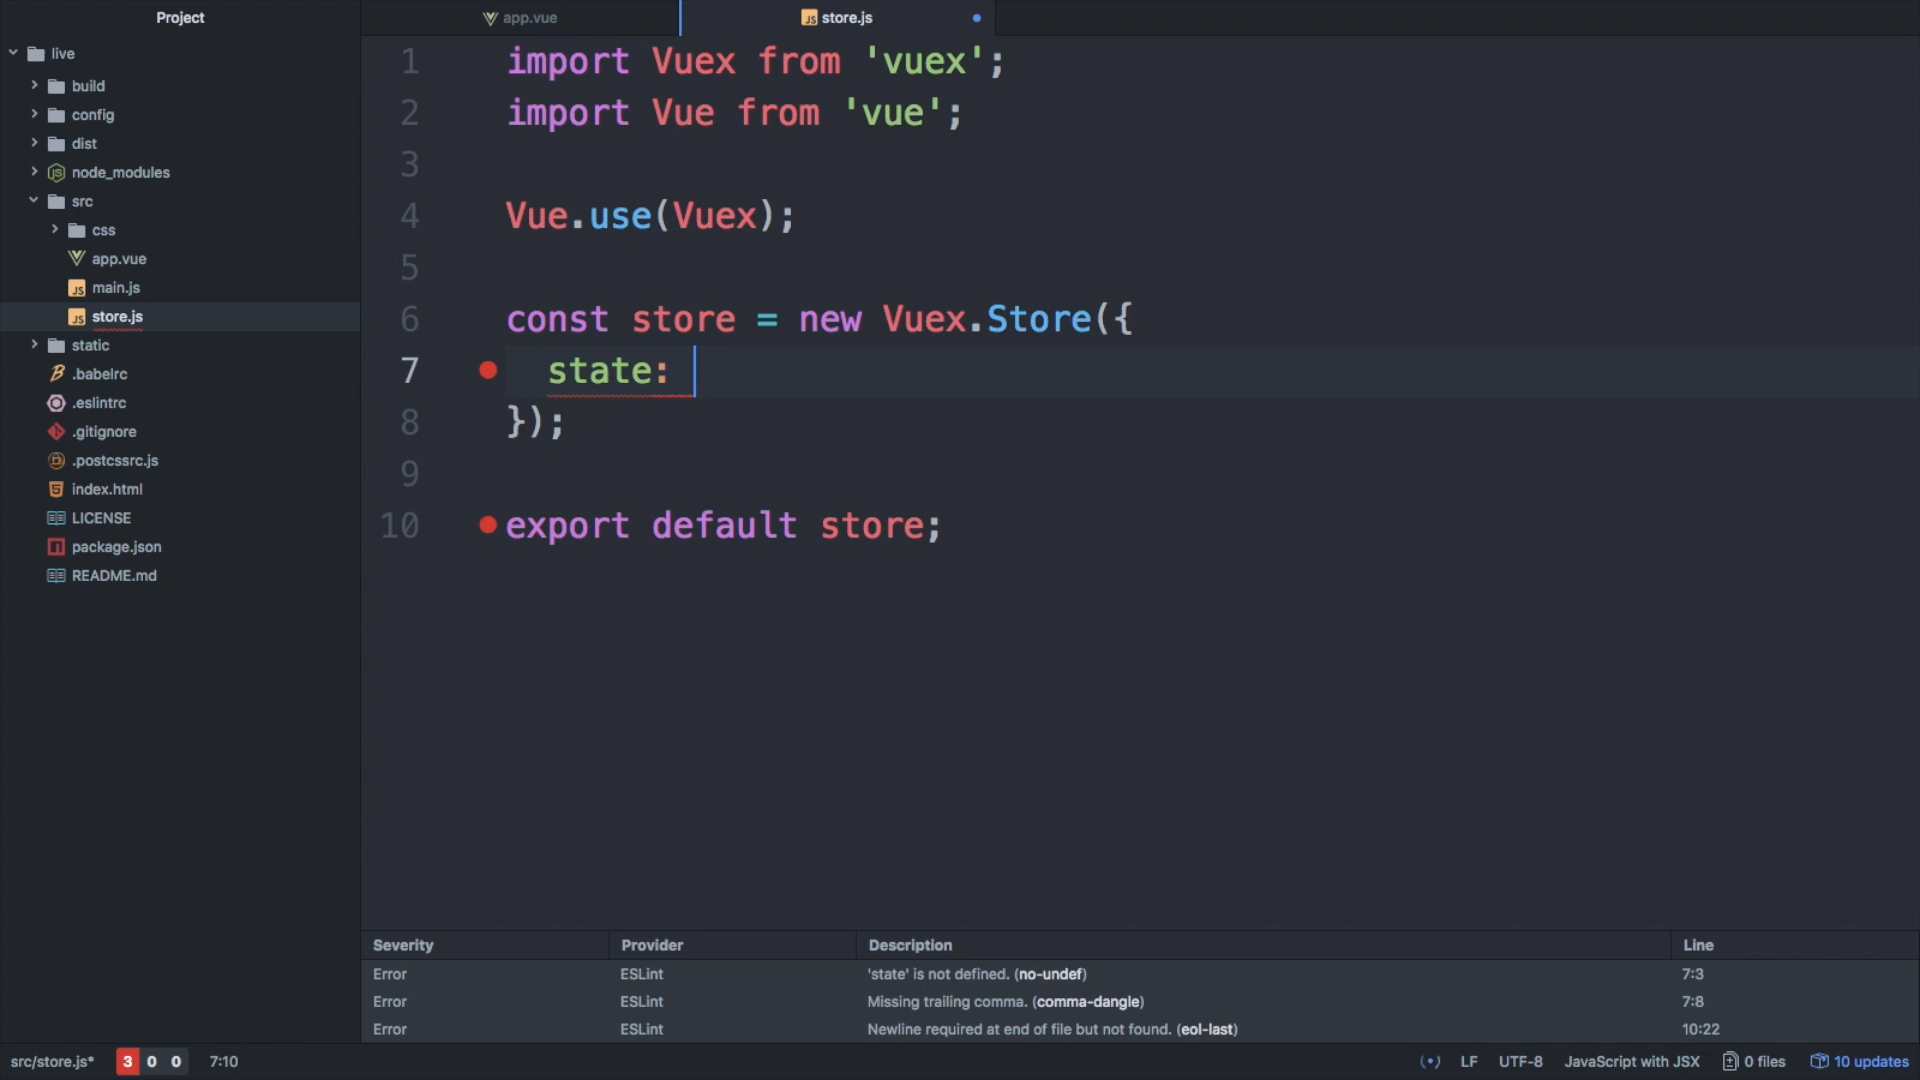 Project
live
build
config
dist
node_modules
src
css
app.vue
main.js
store.js
static
.babelrc
.eslintrc
.gitignore
.postcssrc.js
index.html
LICENSE
package.json
README.md
app.vue
store.js
1 import Vuex from 'vuex';
2 import Vue from 'vue';
3
4 Vue.use(Vuex);
5
6 const store = new Vuex.Store({
7 state:
8 });
9
10 export default store;
Severity Provider Description Line
Error ESLint 'state' is not defined. (no-undef) 7:3
Error ESLint Missing trailing comma. (comma-dangle) 7:8
Error ESLint Newline required at end of file but not found. (eol-last) 10:22
src/store.js* 3 0 0 7:10 LF UTF-8 JavaScript with JSX 0 files 10 updates